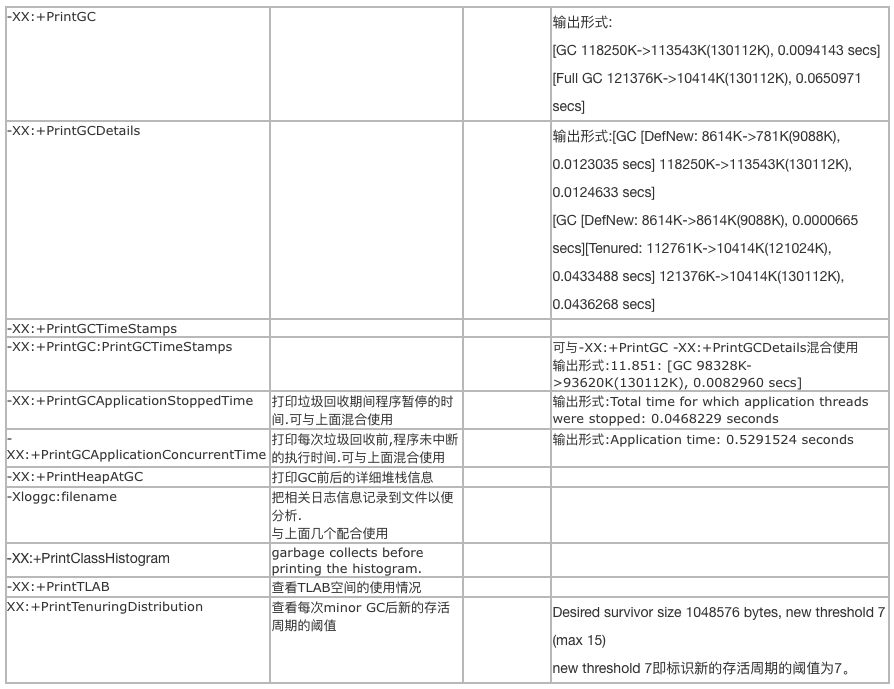 -XX:+PrintGC
输出形式:
[GC 118250K->113543K(130112K), 0.0094143 secs]
[Full GC 121376K->10414K(130112K), 0.0650971
secs]
-XX:+PrintGCDetails
输出形式:[GC [DefNew: 8614K->781K(9088K),
0.0123035 secs] 118250K->113543K(130112K),
0.0124633 secs]
[GC [DefNew: 8614K->8614K(9088K), 0.0000665
secs][Tenured: 112761K->10414K(121024K),
0.0433488 secs] 121376K->10414K(130112K),
0.0436268 secs]
-XX:+PrintGCTimeStamps
-XX:+PrintGC:PrintGCTimeStamps
可与-XX:+PrintGC -XX:+PrintGCDetails混合使用
输出形式:11.851: [GC 98328K-
>93620K(130112K), 0.0082960 secs]
-XX:+PrintGCApplicationStoppedTime
打印垃圾回收期间程序暂停的时
间.可与上面混合使用
输出形式:Total time for which application threads
were stopped: 0.0468229 seconds
-
XX:+PrintGCApplicationConcurrentTime
打印每次垃圾回收前,程序未中断
的执行时间.可与上面混合使用
输出形式:Application time: 0.5291524 seconds
-XX:+PrintHeapAtGC
打印GC前后的详细堆栈信息
-Xloggc:filename
把相关日志信息记录到文件以便
分析.
与上面几个配合使用
-XX:+PrintClassHistogram
garbage collects before
printing the histogram.
-XX:+PrintTLAB
查看TLAB空间的使用情况
XX:+PrintTenuringDistribution
查看每次minor GC后新的存活
周期的阈值
Desired survivor size 1048576 bytes, new threshold 7
(max 15)
new threshold 7即标识新的存活周期的阈值为7。